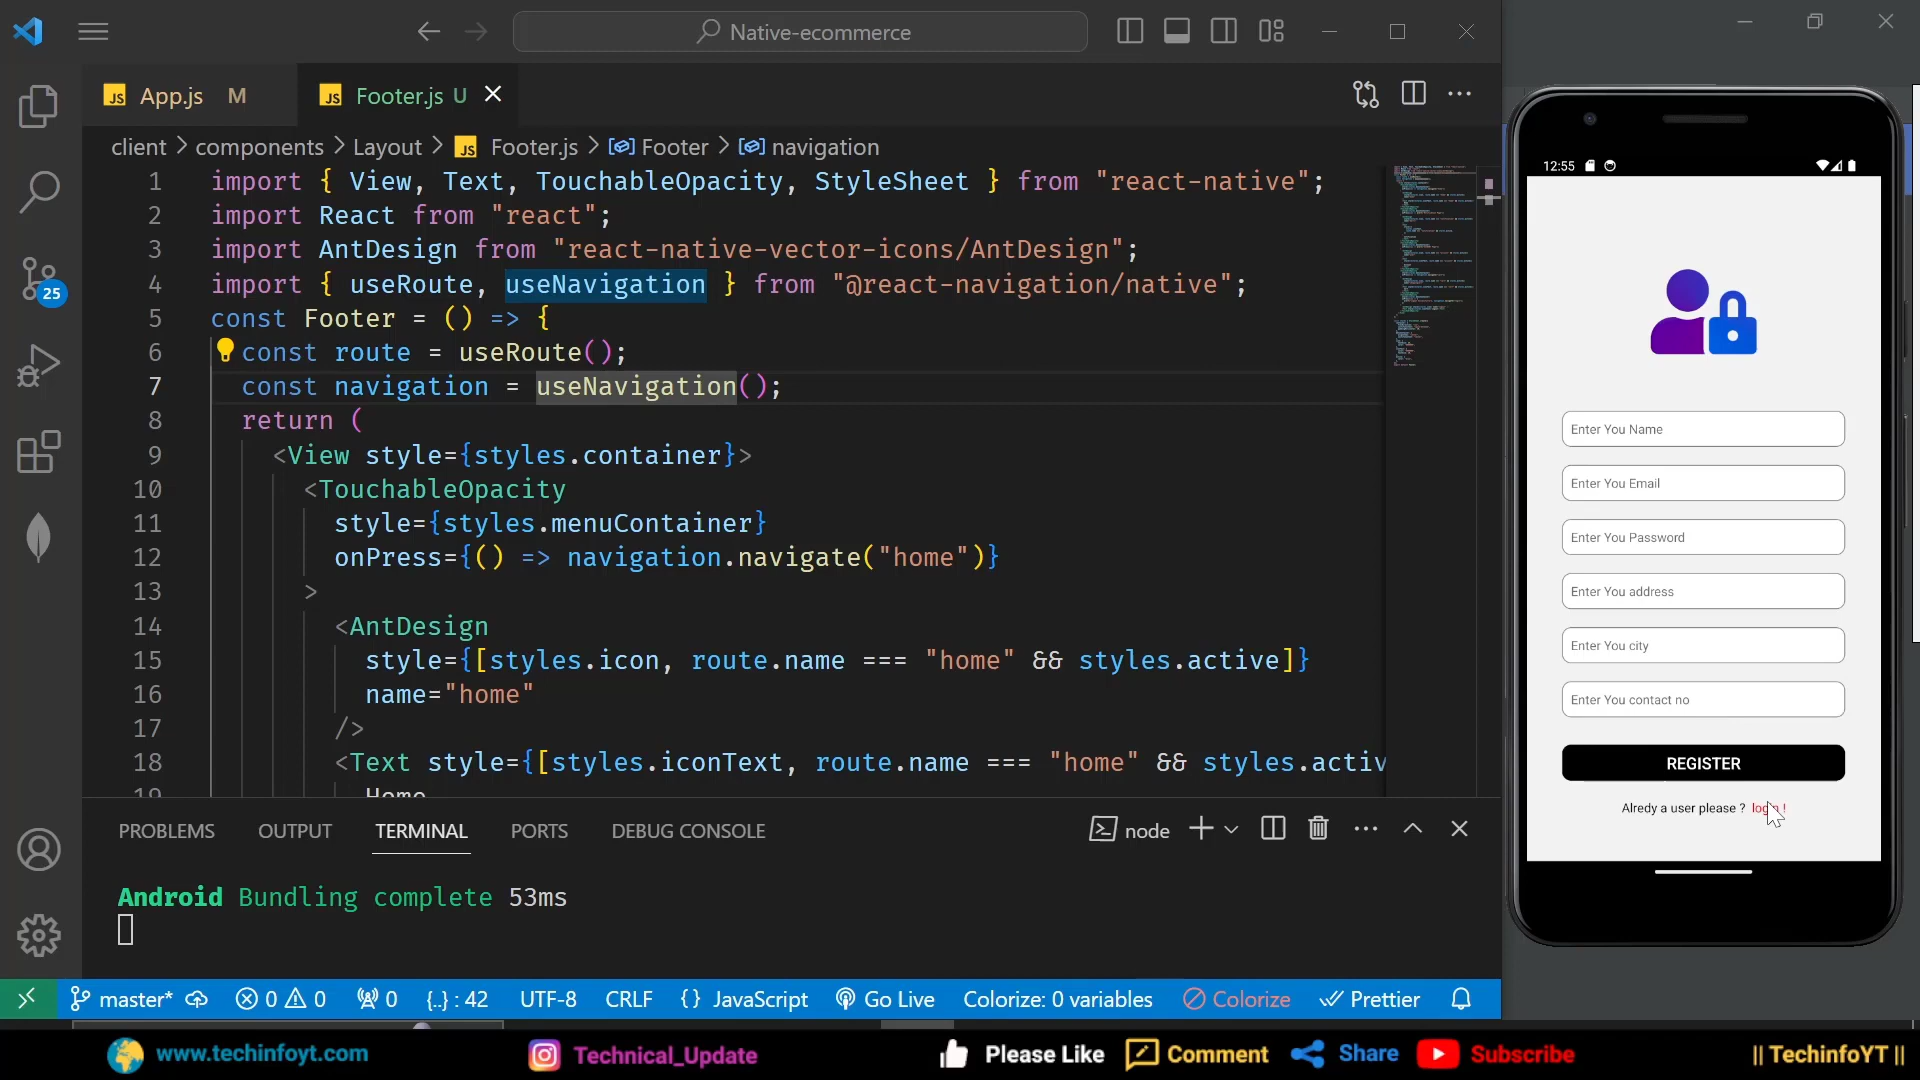 Native-ecommerce
JS App.js M
JS Footer.js U
client > components > Layout > JS Footer.js > Footer > navigation
1 import { View, Text, TouchableOpacity, StyleSheet } from "react-native";
2 import React from "react";
3 import AntDesign from "react-native-vector-icons/AntDesign";
4 import { useRoute, useNavigation } from "@react-navigation/native";
5 const Footer = () => {
6 const route = useRoute();
7 const navigation = useNavigation();
8 return (
9 <View style={styles.container}>
10 <TouchableOpacity
11 style={styles.menuContainer}
12 onPress={() => navigation.navigate("home")}
13 >
14 <AntDesign
15 style={[styles.icon, route.name === "home" && styles.active]}
16 name="home"
17 />
18 <Text style={[styles.iconText, route.name === "home" && styles.activ
19 Home
PROBLEMS OUTPUT TERMINAL PORTS DEBUG CONSOLE
node
Android Bundling complete 53ms
25
master* 0 0 0 {..} : 42 UTF-8 CRLF {} JavaScript Go Live Colorize: 0 variables Colorize Prettier
12:55
Enter You Name
Enter You Email
Enter You Password
Enter You address
Enter You city
Enter You contact no
REGISTER
Alredy a user please ? login !
www.techinfoyt.com Technical_Update Please Like Comment Share Subscribe || TechinfoYT ||